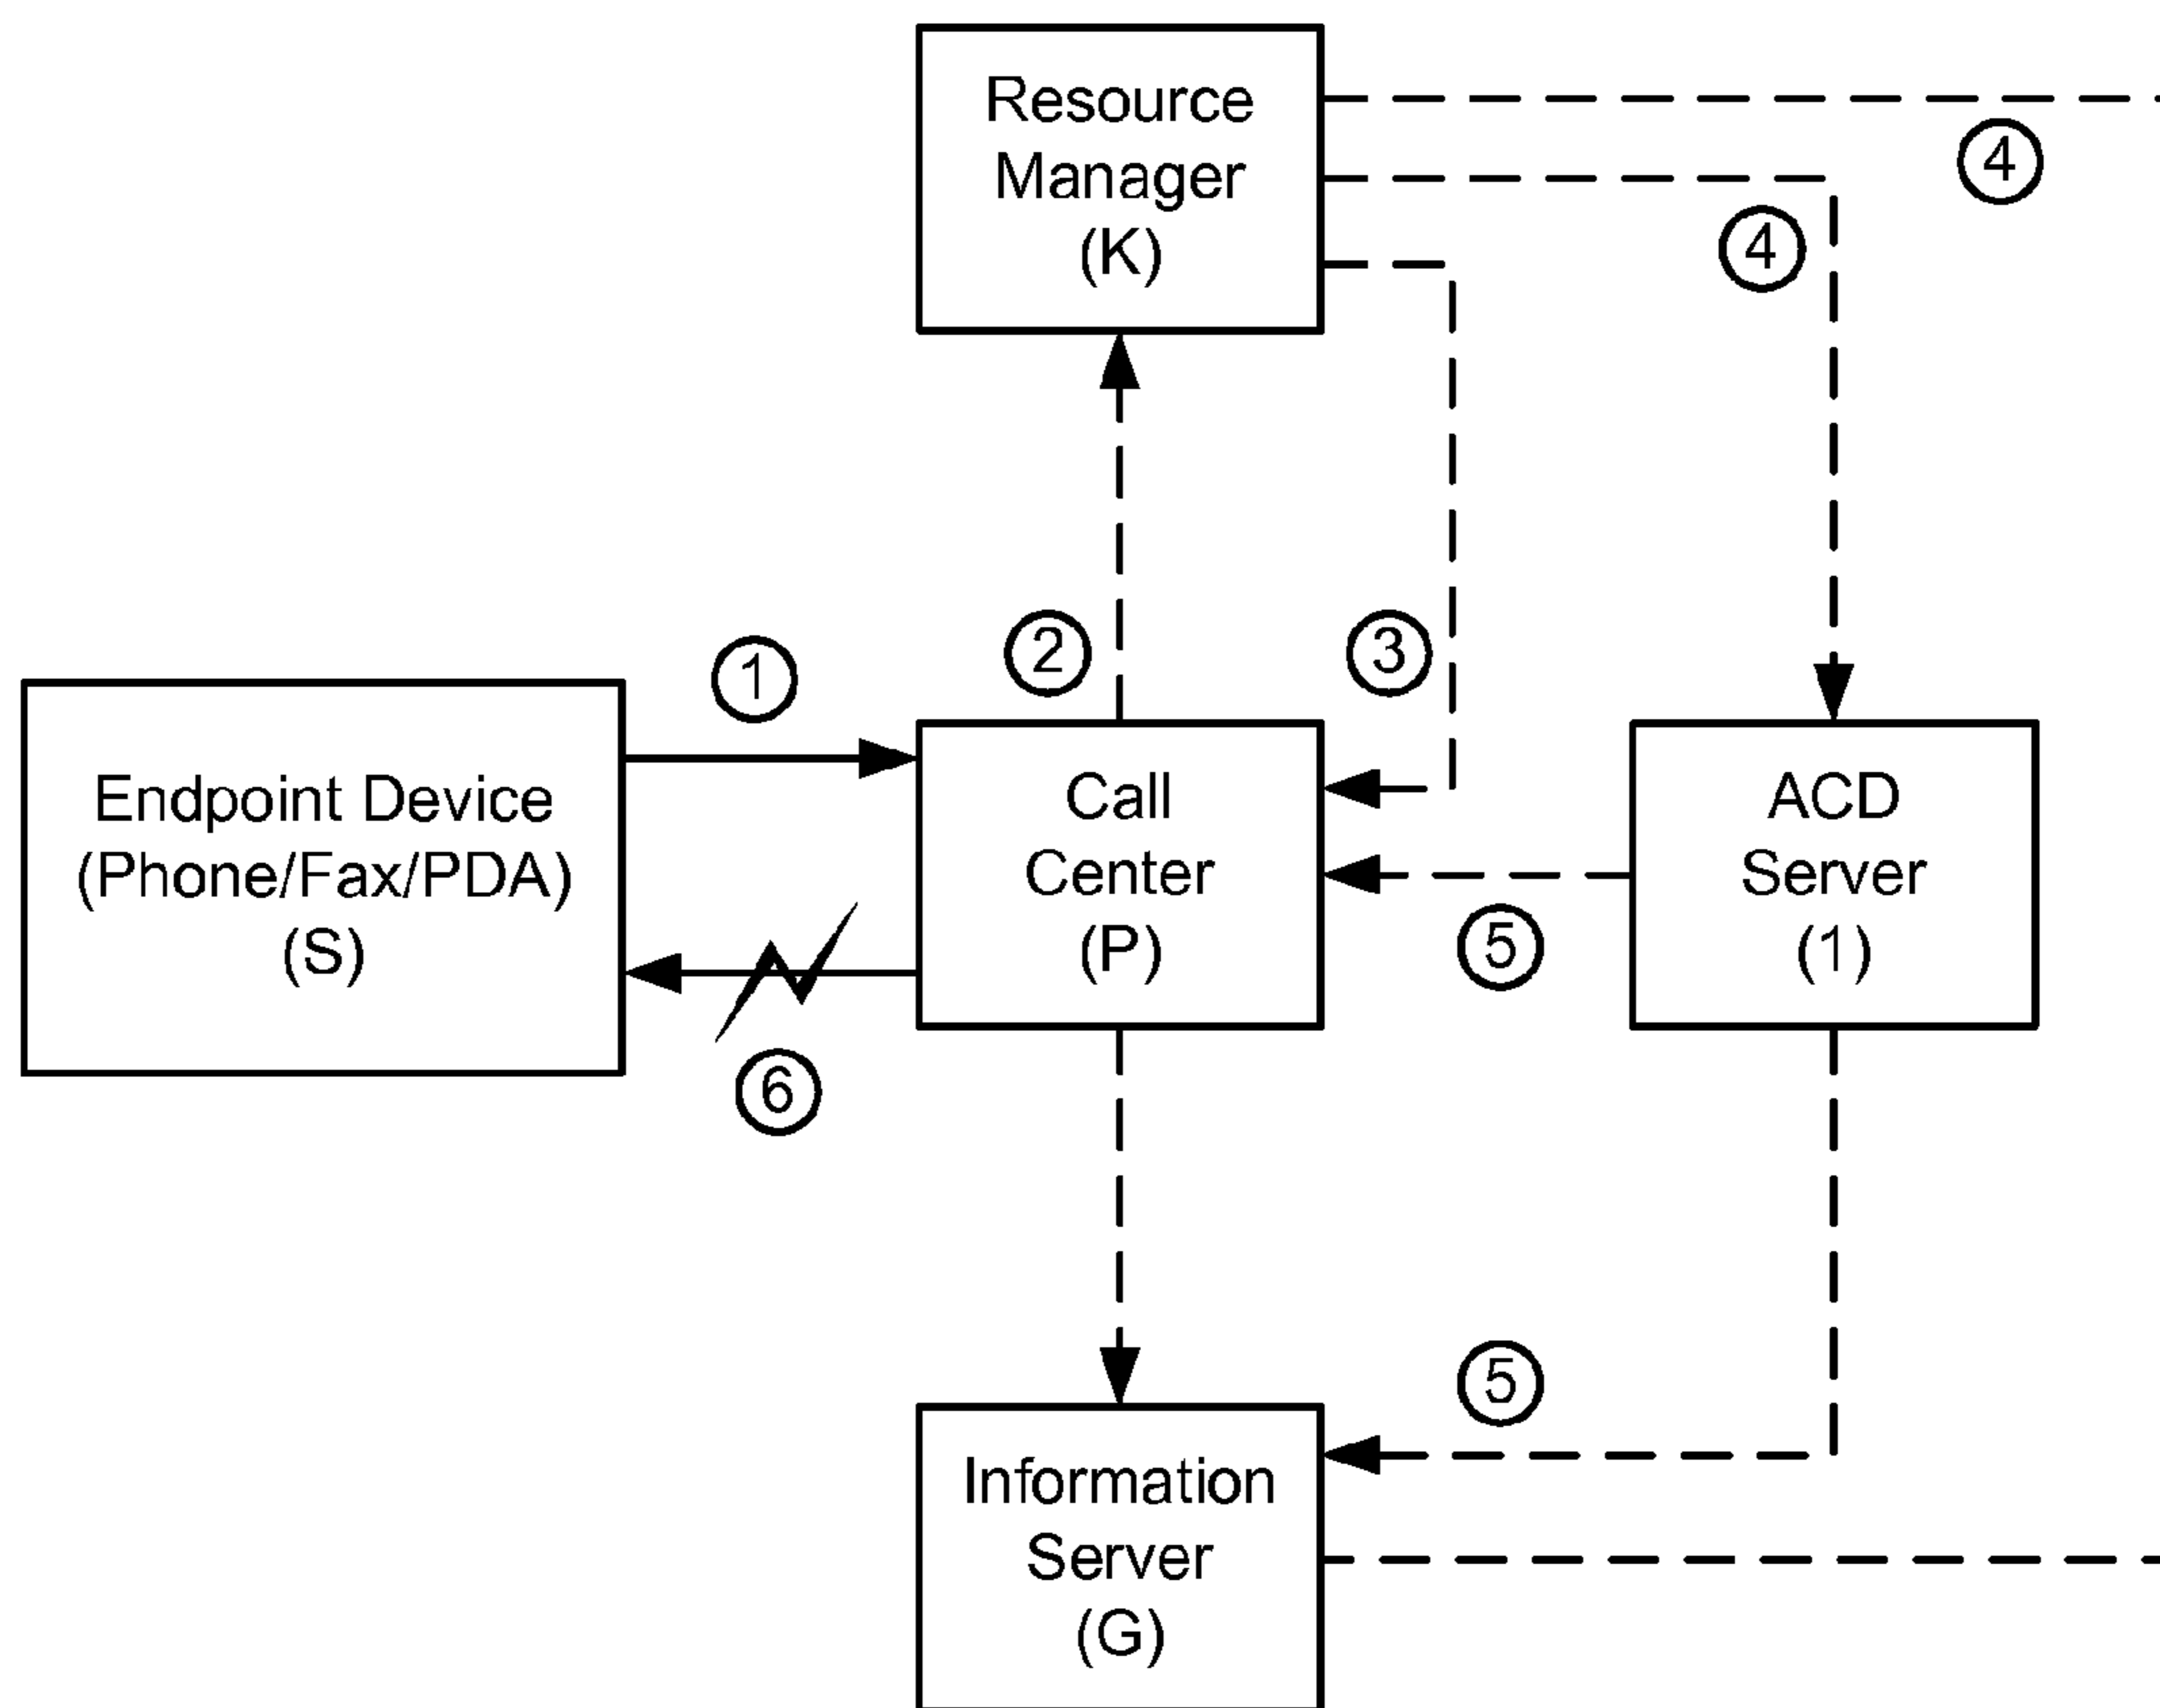 Resource
Manager
(K)
4
4
1
2
3
Endpoint Device
(Phone/Fax/PDA)
(S)
Call
Center
(P)
ACD
Server
(1)
5
6
5
Information
Server
(G)